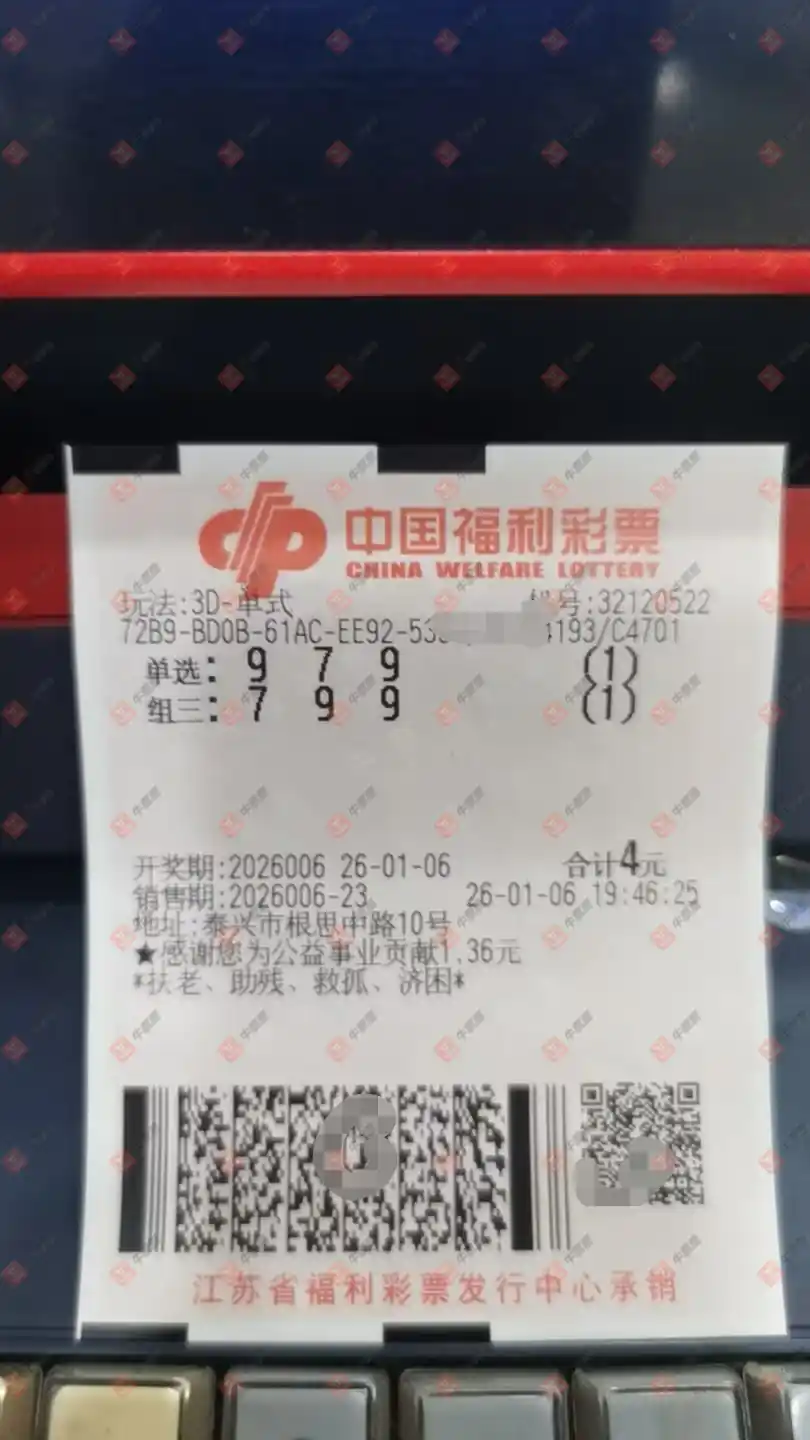 中国福利彩票
CHINA WELFARE LOTTERY
玩法:3D-单式 机号:32120522
72B9-BD0B-61AC-EE92-53 4193/C4701
单选: 9 7 9 (1)
组三: 7 9 9 (1)
开奖期:2026006 26-01-06 合计4元
销售期:2026006-23 26-01-06 19:46:25
地址:泰兴市根思中路10号
★感谢您为公益事业贡献1.36元
*扶老、助残、救孤、济困*
江苏省福利彩票发行中心承销